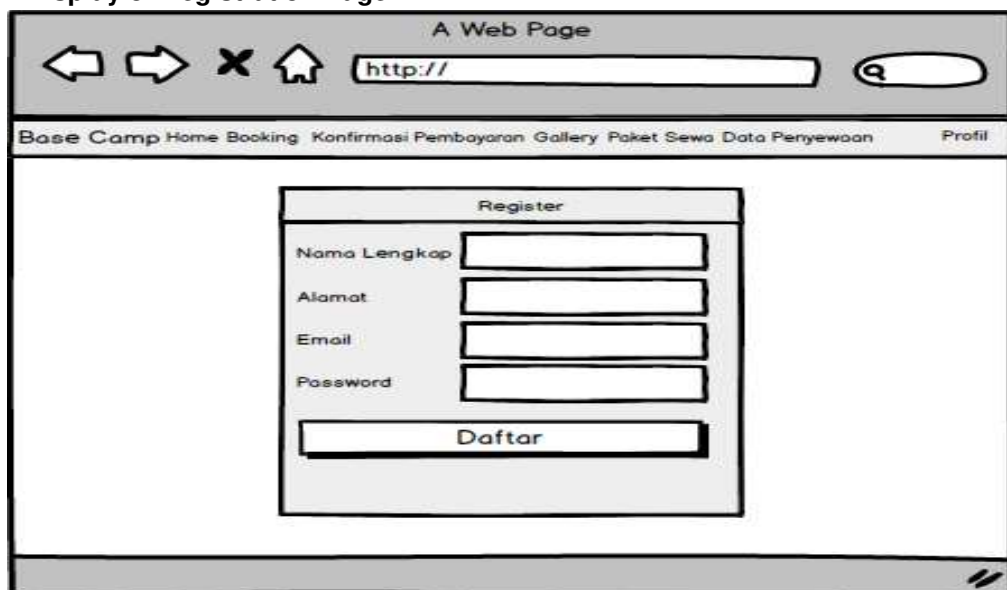 A Web Page
http://
Base Camp Home Booking Konfirmasi Pembayaran Gallery Paket Sewa Data Penyewaan Profil
Register
Nama Lengkap
Alamat
Email
Password
Daftar